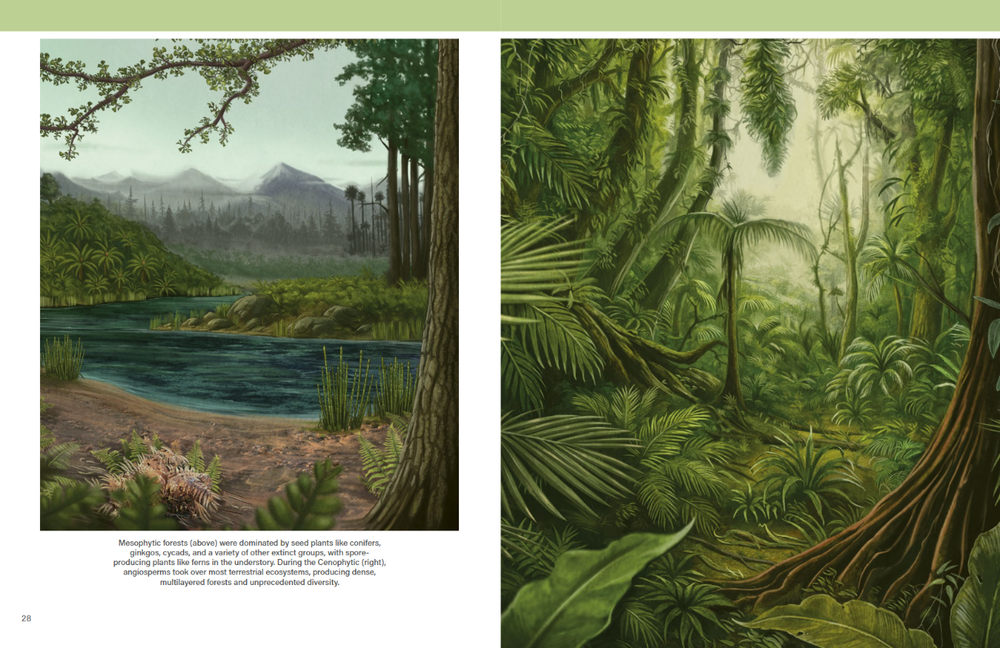 Mesophytic forests (above) were dominated by seed plants like conifers,
ginkgos, cycads, and a variety of other extinct groups, with spore-
producing plants like ferns in the understory. During the Cenophytic (right),
angiosperms took over most terrestrial ecosystems, producing dense,
multilayered forests and unprecedented diversity.
28